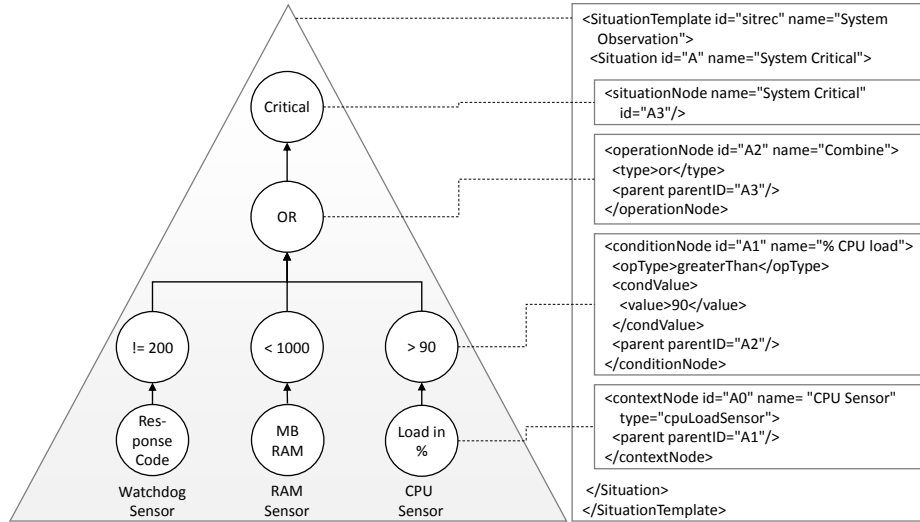 Critical
OR
!= 200
< 1000
> 90
Res-
ponse
Code
MB
RAM
Load in
%
Watchdog
Sensor
RAM
Sensor
CPU
Sensor
<SituationTemplate id="sitrec" name="System
Observation">
<Situation id="A" name="System Critical">
<situationNode name="System Critical"
id="A3"/>
<operationNode id="A2" name="Combine">
<type>or</type>
<parent parentID="A3"/>
</operationNode>
<conditionNode id="A1" name="% CPU load">
<opType>greaterThan</opType>
<condValue>
<value>90</value>
</condValue>
<parent parentID="A2"/>
</conditionNode>
<contextNode id="A0" name= "CPU Sensor"
type="cpuLoadSensor">
<parent parentID="A1"/>
</contextNode>
</Situation>
</SituationTemplate>